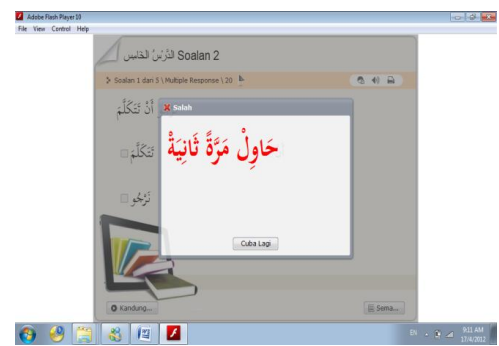 Adobe Flash Player 10
File View Control Help
الدَّرْسُ الخَامِس Soalan 2
Soalan 1 dari 5 \ Multiple Response \ 20
أَنْ تَتَكَلَّمَ
Salah
حَاوِلْ مَرَّةً ثَانِيَةْ
تَتَكَلَّمَ
نَرْجُو
Cuba Lagi
Kandung...
Sema...
EN
9:11 AM
17/4/2012